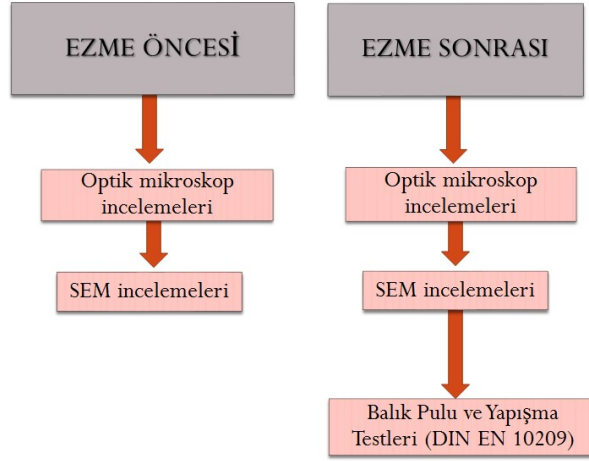 EZME ÖNCESİ
Optik mikroskop
incelemeleri
SEM incelemeleri
EZME SONRASI
Optik mikroskop
incelemeleri
SEM incelemeleri
Balık Pulu ve Yapışma
Testleri (DIN EN 10209)